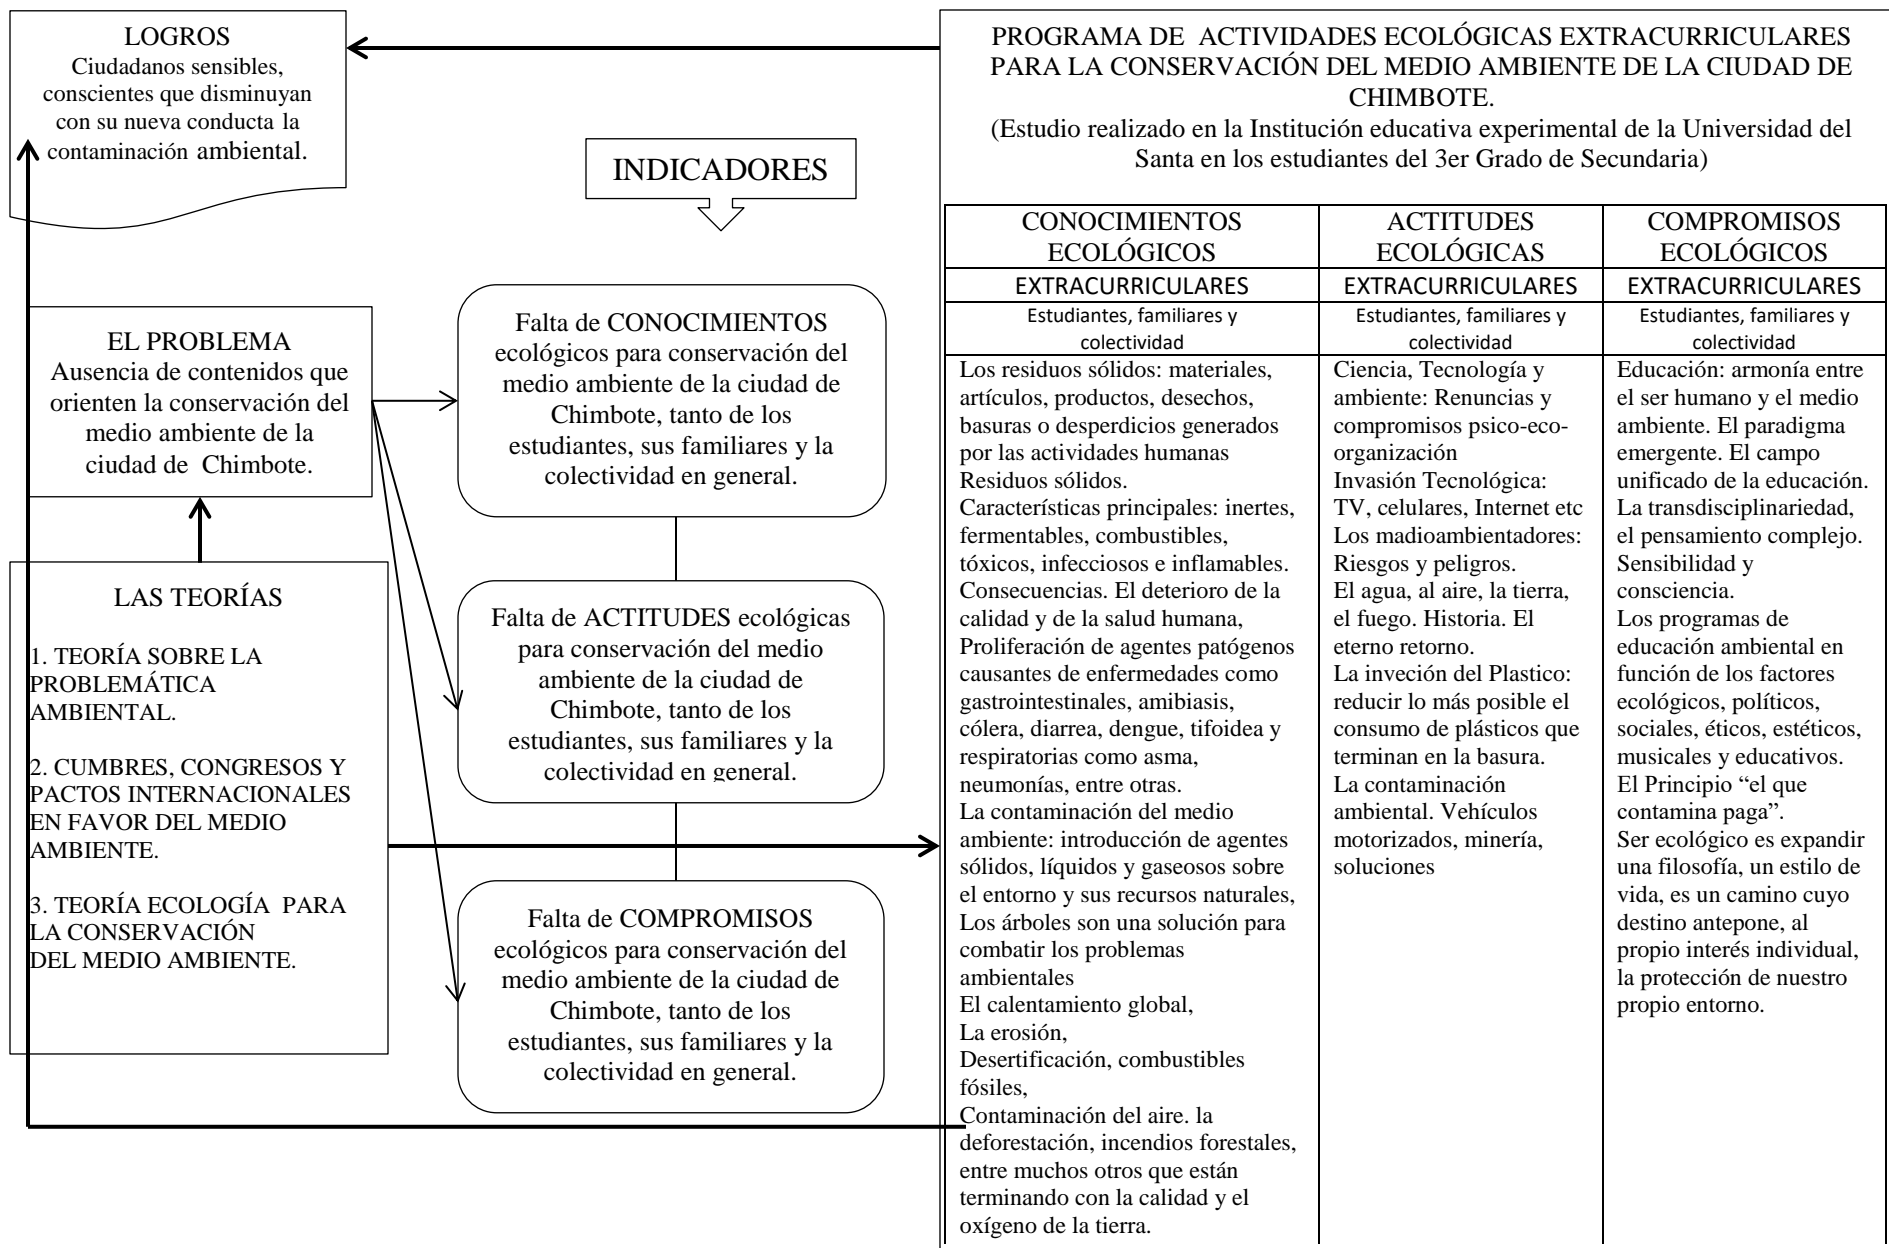 LOGROS
Ciudadanos sensibles,
conscientes que disminuyan
con su nueva conducta la
contaminación ambiental.
INDICADORES
EL PROBLEMA
Ausencia de contenidos que
orienten la conservación del
medio ambiente de la
ciudad de Chimbote.
LAS TEORÍAS
1. TEORÍA SOBRE LA
PROBLEMÁTICA
AMBIENTAL.
2. CUMBRES, CONGRESOS Y
PACTOS INTERNACIONALES
EN FAVOR DEL MEDIO
AMBIENTE.
3. TEORÍA ECOLOGÍA PARA
LA CONSERVACIÓN
DEL MEDIO AMBIENTE.
Falta de CONOCIMIENTOS
ecológicos para conservación del
medio ambiente de la ciudad de
Chimbote, tanto de los
estudiantes, sus familiares y la
colectividad en general.
Falta de ACTITUDES ecológicas
para conservación del medio
ambiente de la ciudad de
Chimbote, tanto de los
estudiantes, sus familiares y la
colectividad en general.
Falta de COMPROMISOS
ecológicos para conservación del
medio ambiente de la ciudad de
Chimbote, tanto de los
estudiantes, sus familiares y la
colectividad en general.
PROGRAMA DE ACTIVIDADES ECOLÓGICAS EXTRACURRICULARES
PARA LA CONSERVACIÓN DEL MEDIO AMBIENTE DE LA CIUDAD DE
CHIMBOTE.
(Estudio realizado en la Institución educativa experimental de la Universidad del
Santa en los estudiantes del 3er Grado de Secundaria)
CONOCIMIENTOS
ECOLÓGICOS
EXTRACURRICULARES
Estudiantes, familiares y
colectividad
Los residuos sólidos: materiales,
artículos, productos, desechos,
basuras o desperdicios generados
por las actividades humanas
Residuos sólidos.
Características principales: inertes,
fermentables, combustibles,
tóxicos, infecciosos e inflamables.
Consecuencias. El deterioro de la
calidad y de la salud humana,
Proliferación de agentes patógenos
causantes de enfermedades como
gastrointestinales, amibiasis,
cólera, diarrea, dengue, tifoidea y
respiratorias como asma,
neumonías, entre otras.
La contaminación del medio
ambiente: introducción de agentes
sólidos, líquidos y gaseosos sobre
el entorno y sus recursos naturales,
Los árboles son una solución para
combatir los problemas
ambientales
El calentamiento global,
La erosión,
Desertificación, combustibles
fósiles,
Contaminación del aire. la
deforestación, incendios forestales,
entre muchos otros que están
terminando con la calidad y el
oxígeno de la tierra.
ACTITUDES
ECOLÓGICAS
EXTRACURRICULARES
Estudiantes, familiares y
colectividad
Ciencia, Tecnología y
ambiente: Renuncias y
compromisos psico-eco-
organización
Invasión Tecnológica:
TV, celulares, Internet etc
Los madioambientadores:
Riesgos y peligros.
El agua, al aire, la tierra,
el fuego. Historia. El
eterno retorno.
La inveción del Plastico:
reducir lo más posible el
consumo de plásticos que
terminan en la basura.
La contaminación
ambiental. Vehículos
motorizados, minería,
soluciones
COMPROMISOS
ECOLÓGICOS
EXTRACURRICULARES
Estudiantes, familiares y
colectividad
Educación: armonía entre
el ser humano y el medio
ambiente. El paradigma
emergente. El campo
unificado de la educación.
La transdisciplinariedad,
el pensamiento complejo.
Sensibilidad y
consciencia.
Los programas de
educación ambiental en
función de los factores
ecológicos, políticos,
sociales, éticos, estéticos,
musicales y educativos.
El Principio “el que
contamina paga”.
Ser ecológico es expandir
una filosofía, un estilo de
vida, es un camino cuyo
destino antepone, al
propio interés individual,
la protección de nuestro
propio entorno.